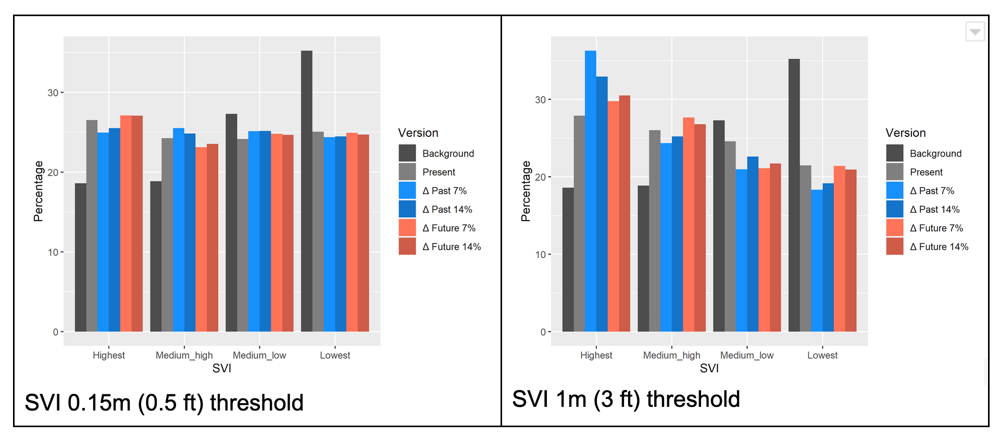 30
20
10
0
Percentage
Highest
Medium_high
Medium_low
Lowest
SVI
Version
Background
Present
Δ Past 7%
Δ Past 14%
Δ Future 7%
Δ Future 14%
SVI 0.15m (0.5 ft) threshold
30
20
10
0
Percentage
Highest
Medium_high
Medium_low
Lowest
SVI
Version
Background
Present
Δ Past 7%
Δ Past 14%
Δ Future 7%
Δ Future 14%
SVI 1m (3 ft) threshold